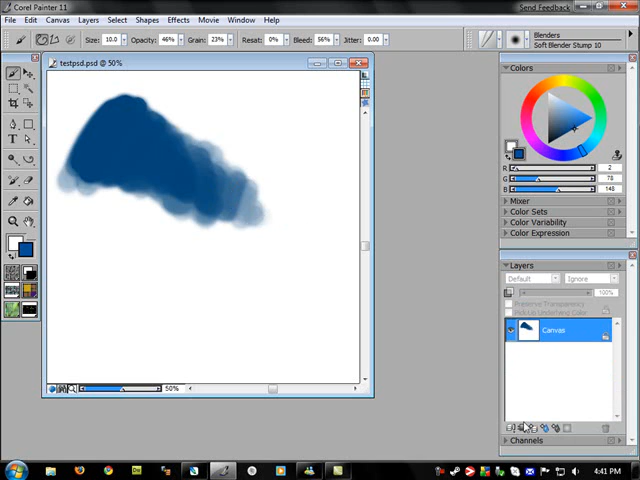 Corel Painter 11
Send Feedback
File Edit Canvas Layers Select Shapes Effects Movie Window Help
Size: 10.0 Opacity: 46% Grain: 23% Resat: 0% Bleed: 56% Jitter: 0.00
Blenders
Soft Blender Stump 10
testpsd.psd @ 50%
Colors
R 2
G 78
B 148
Mixer
Color Sets
Color Variability
Color Expression
Layers
Default Ignore
100%
Preserve Transparency
Pick Up Underlying Color
Canvas
Channels
50%
T
Dw
4:41 PM